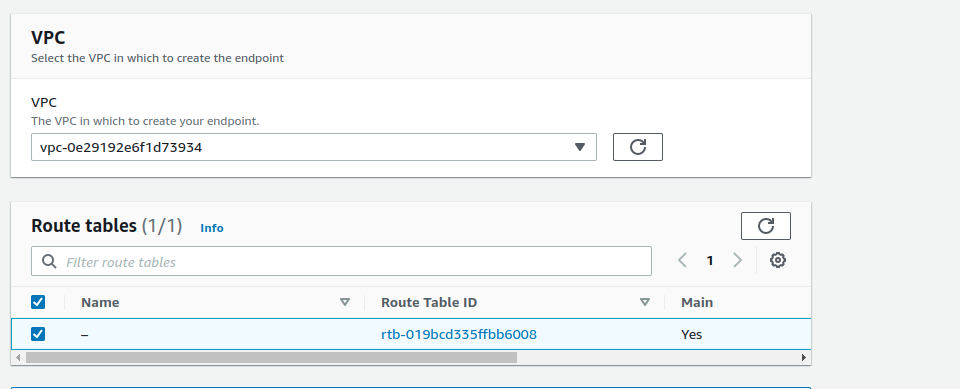 VPC
Select the VPC in which to create the endpoint
VPC
The VPC in which to create your endpoint.
vpc-0e29192e6f1d73934
Route tables (1/1) Info
Filter route tables
1
Name Route Table ID Main
– rtb-019bcd335ffbb6008 Yes